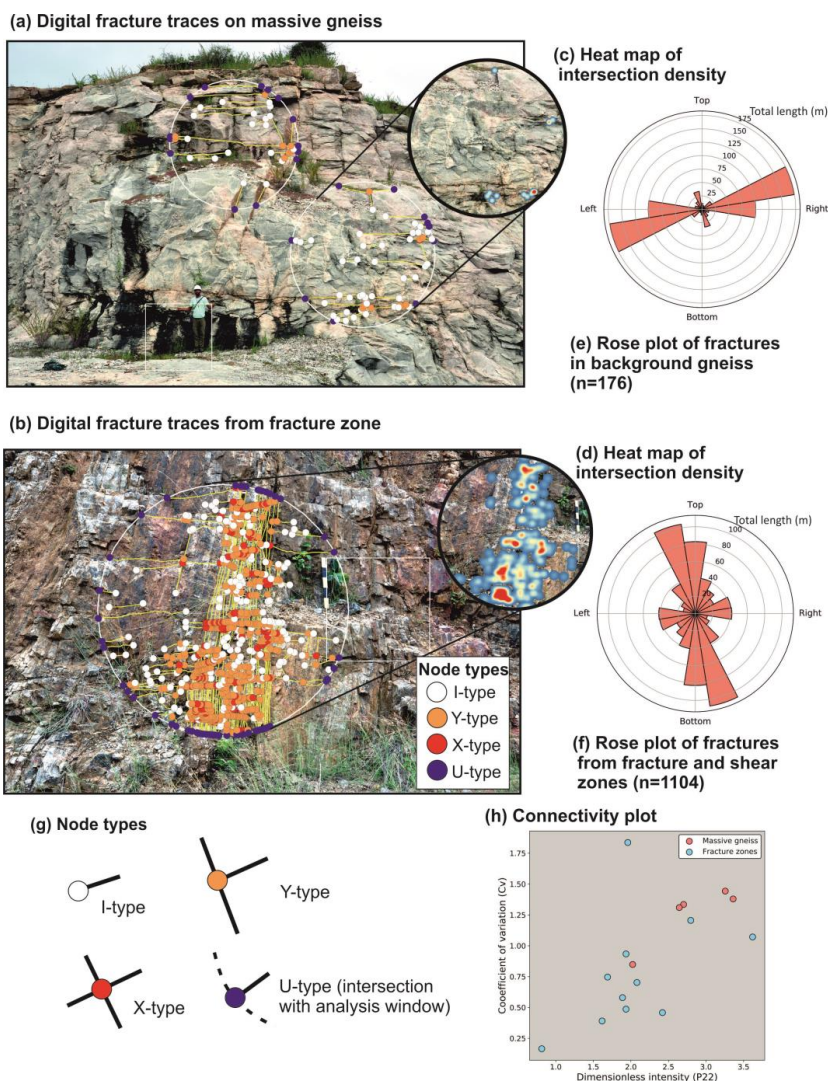 (a) Digital fracture traces on massive gneiss
(c) Heat map of
intersection density
Top
Total length (m)
175
150
125
100
75
50
25
Left
Right
Bottom
(e) Rose plot of fractures
in background gneiss
(n=176)
(b) Digital fracture traces from fracture zone
(d) Heat map of
intersection density
Top
Total length (m)
100
80
60
40
20
Left
Right
Bottom
Node types
I-type
Y-type
X-type
U-type
(f) Rose plot of fractures
from fracture and shear
zones (n=1104)
(g) Node types
I-type
Y-type
X-type
U-type (intersection
with analysis window)
(h) Connectivity plot
Massive gneiss
Fracture zones
Cooefficient of variation (Cv)
1.75
1.50
1.25
1.00
0.75
0.50
0.25
1.0 1.5 2.0 2.5 3.0 3.5
Dimensionless intensity (P22)